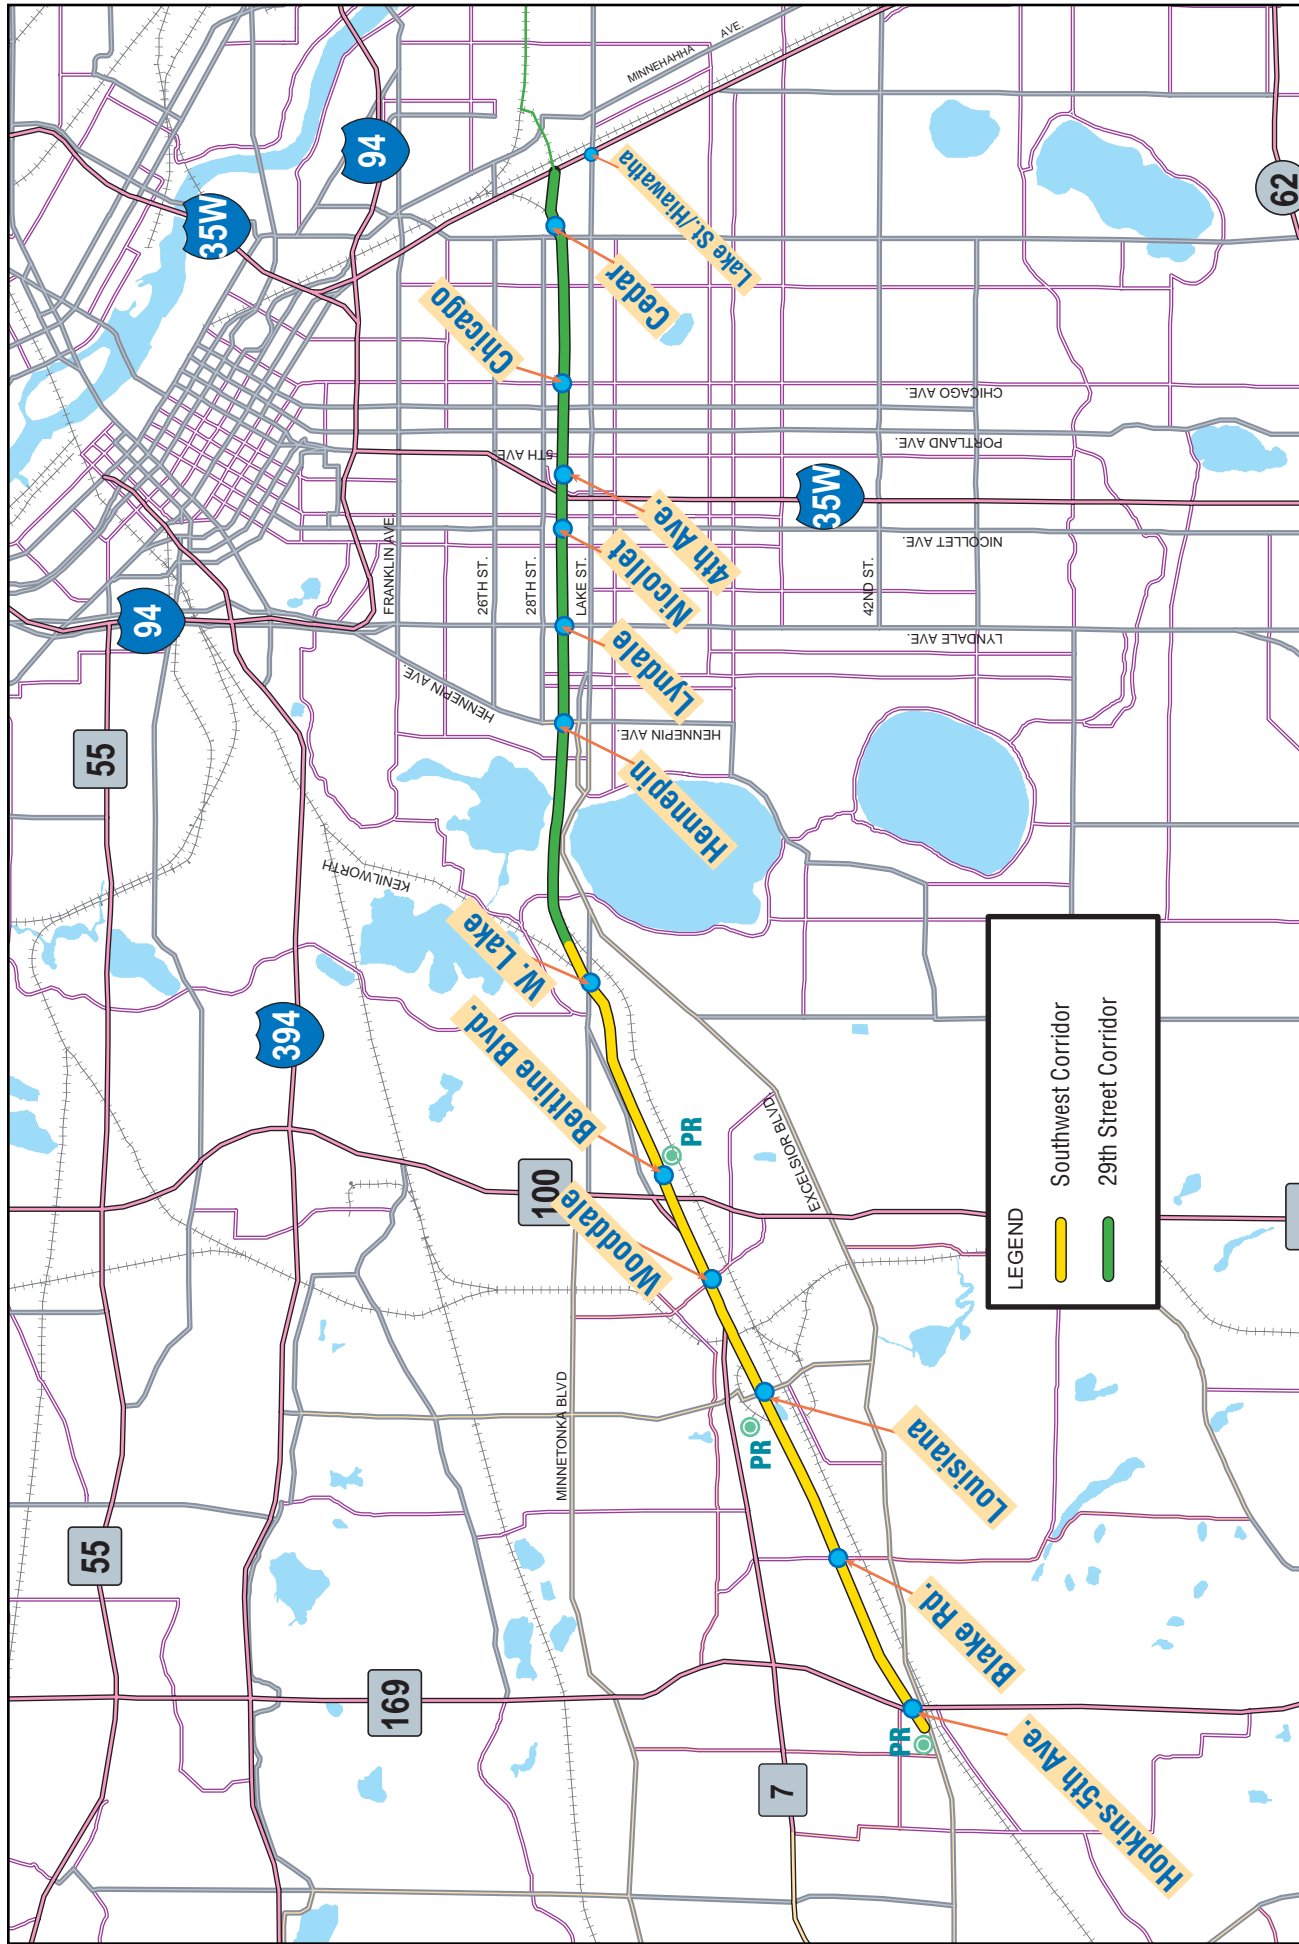 55
169
55
394
94
35W
94
100
7
35W
62
MINNEHAHHA AVE.
FRANKLIN AVE.
26TH ST.
28TH ST.
LAKE ST.
42ND ST.
5TH AVE.
CHICAGO AVE.
PORTLAND AVE.
NICOLLET AVE.
LYNDALE AVE.
HENNEPIN AVE.
HENNEPIN AVE.
KENILWORTH
MINNETONKA BLVD
EXCELSIOR BLVD
Hopkins-5th Ave.
Blake Rd.
Louisiana
Wooddale
Beltline Blvd.
W. Lake
Hennepin
Lyndale
Nicollet
4th Ave.
Chicago
Cedar
Lake St./Hiawatha
PR
PR
PR
LEGEND
Southwest Corridor
29th Street Corridor